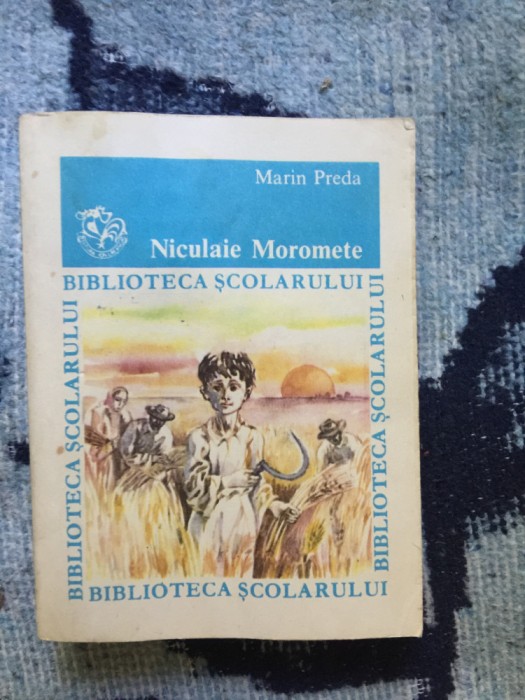 Marin Preda
Niculaie Moromete
BIBLIOTECA ȘCOLARULUI
BIBLIOTECA ȘCOLARULUI
BIBLIOTECA ȘCOLARULUI
BIBLIOTECA ȘCOLARULUI